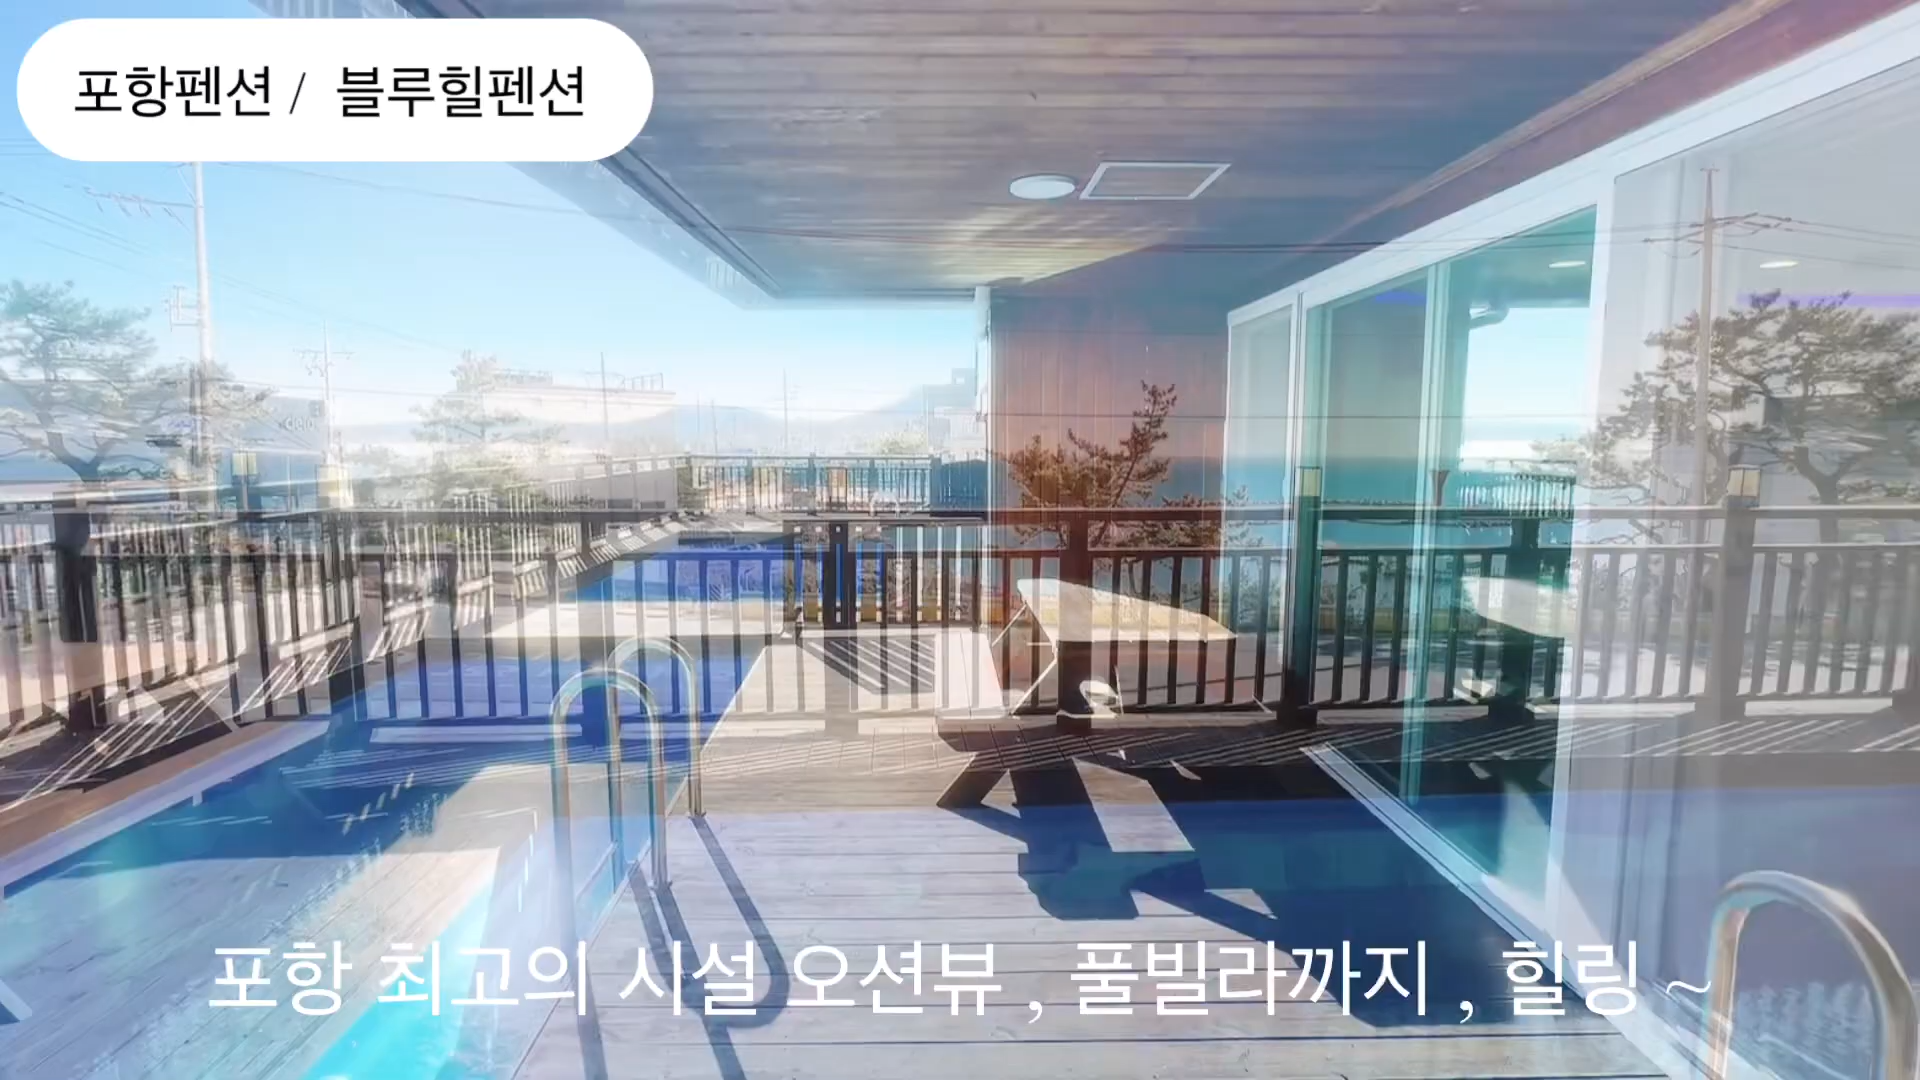 포항펜션 / 블루힐펜션
cielo
포항 최고의 시설 오션뷰 , 풀빌라까지 , 힐링 ~